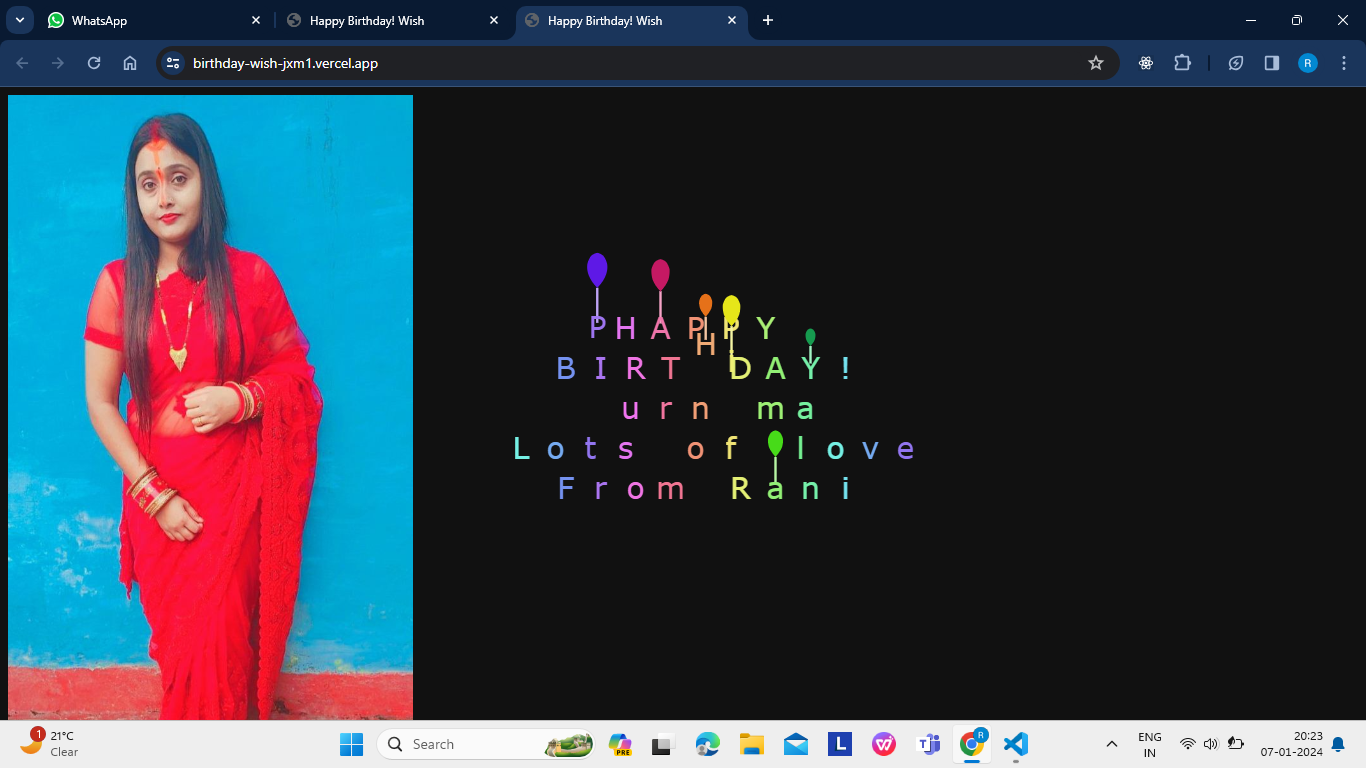 WhatsApp
Happy Birthday! Wish
Happy Birthday! Wish
birthday-wish-jxm1.vercel.app
R
P H A P P Y
H
B I R T D A Y !
u r n m a
L o t s o f l o v e
F r o m R a n i
1
21°C
Clear
Search
PRE
L
R
ENG
IN
20:23
07-01-2024